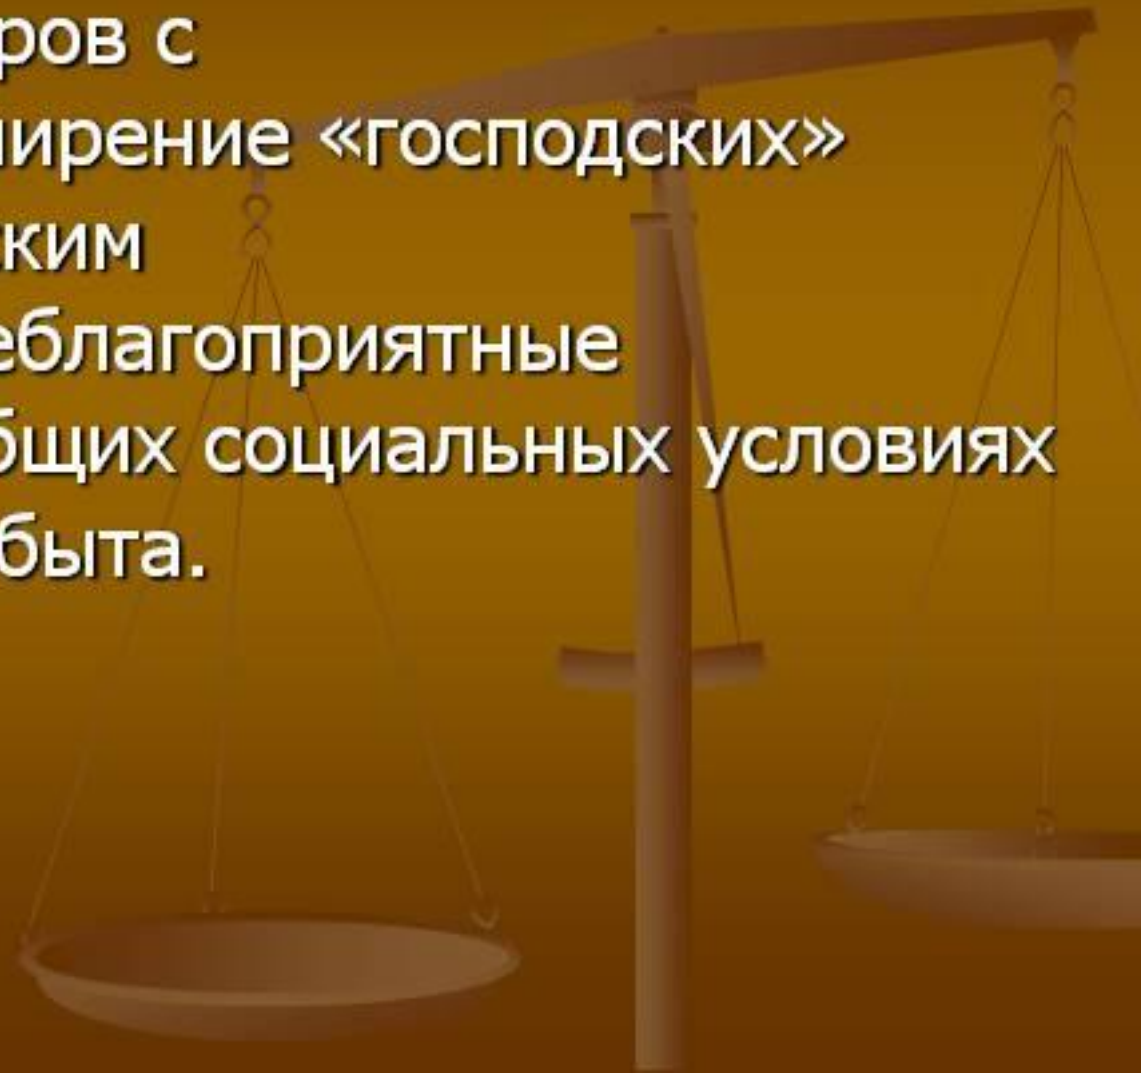 ров с
ширение «господских»
ким
еблагоприятные
бщих социальных условиях
быта.